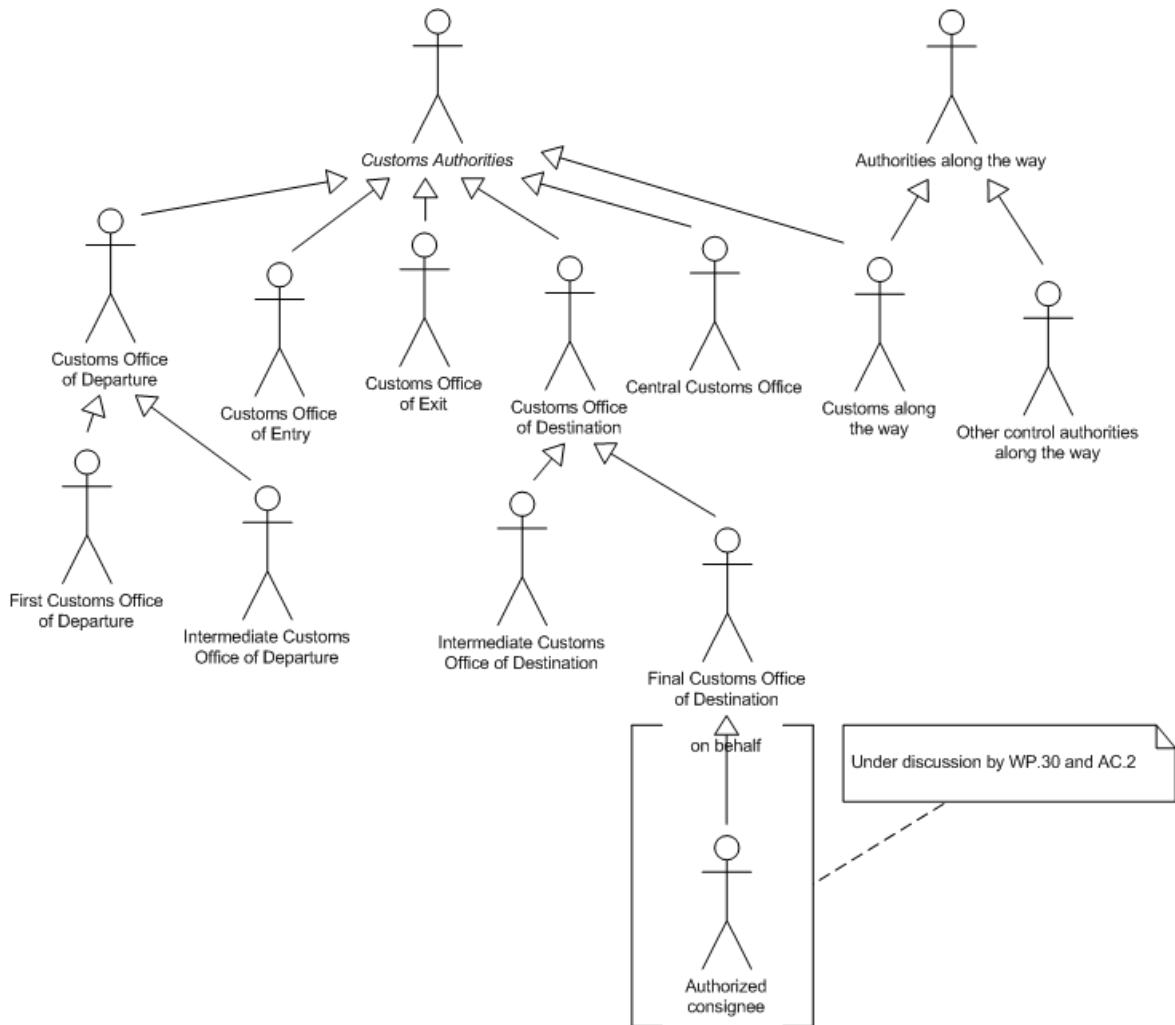 Customs Authorities
Authorities along the way
Customs Office
of Departure
Customs Office
of Entry
Customs Office
of Exit
Customs Office
of Destination
Central Customs Office
Customs along
the way
Other control authorities
along the way
First Customs Office
of Departure
Intermediate Customs
Office of Departure
Intermediate Customs
Office of Destination
Final Customs Office
of Destination
on behalf
Under discussion by WP.30 and AC.2
Authorized
consignee